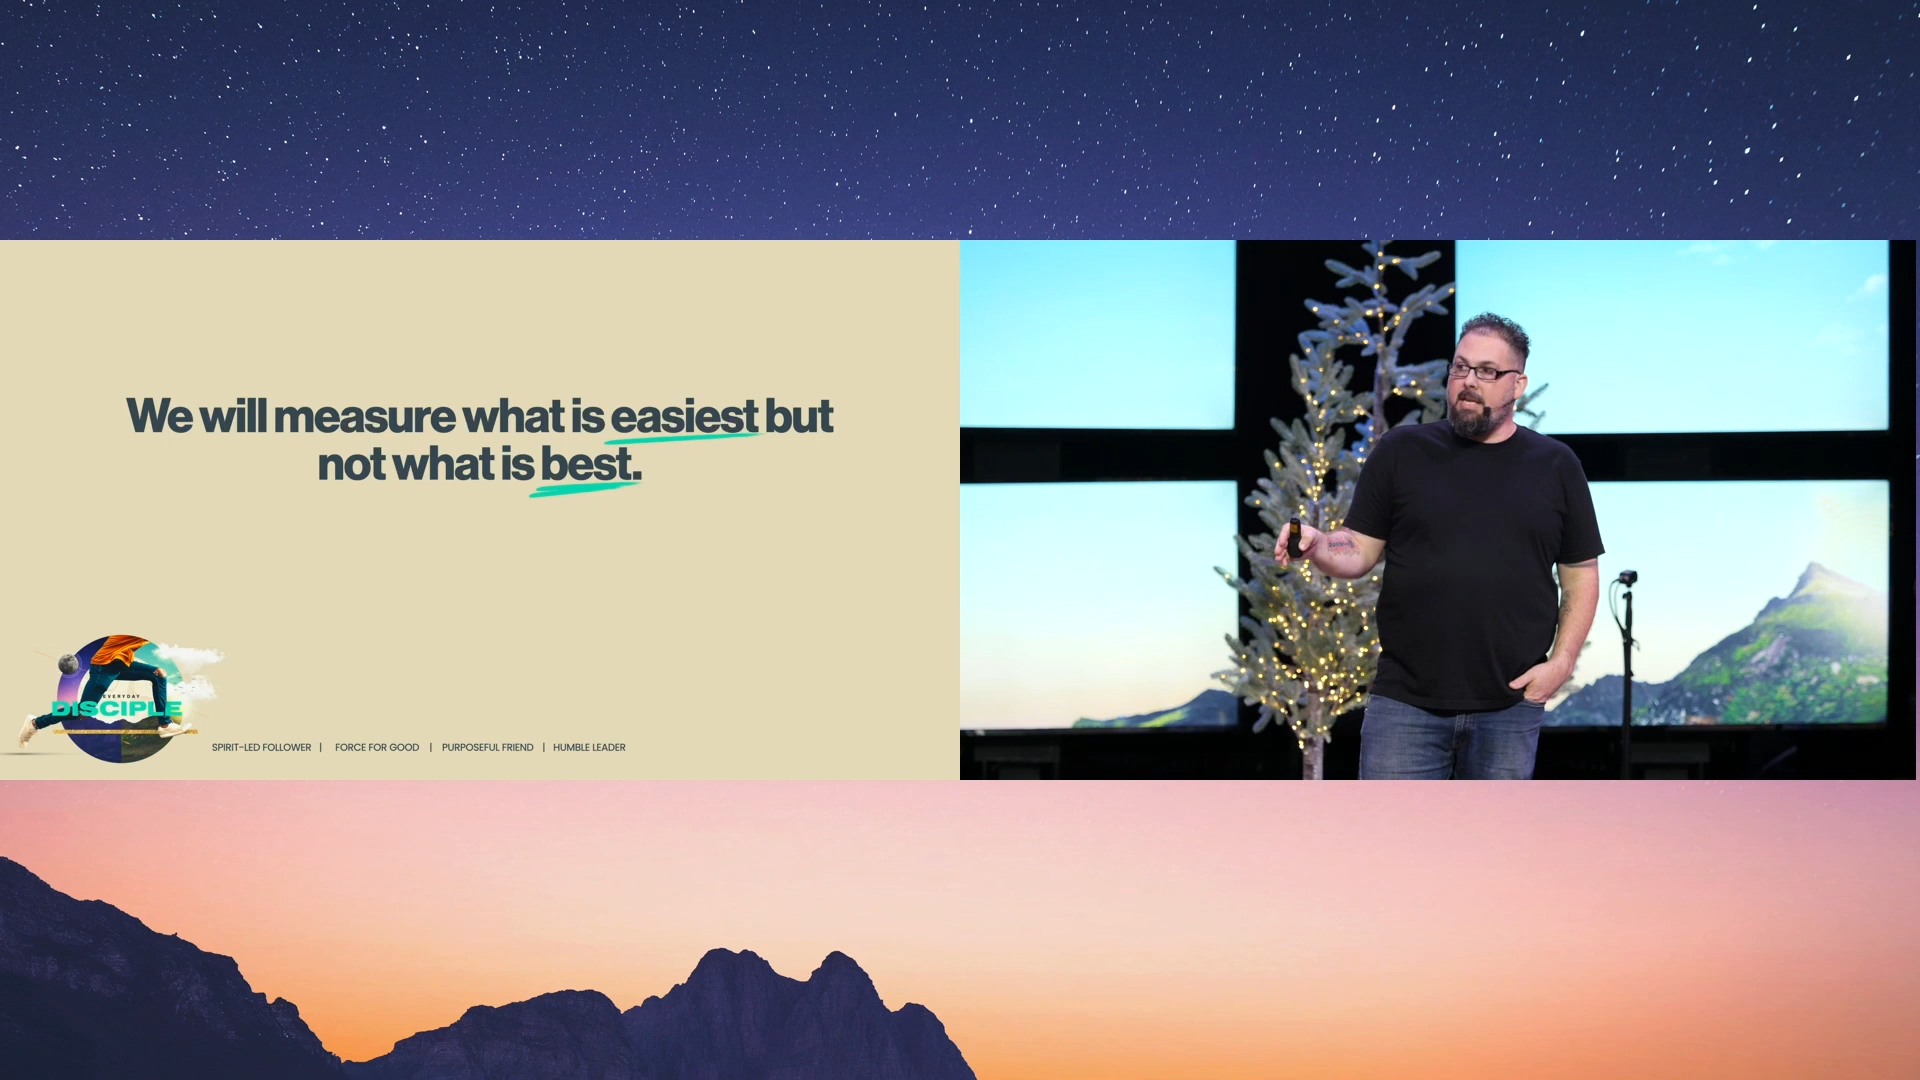 We will measure what is easiest but
not what is best.
EVERYDAY
DISCIPLE
SPIRIT-LED FOLLOWER | FORCE FOR GOOD | PURPOSEFUL FRIEND | HUMBLE LEADER